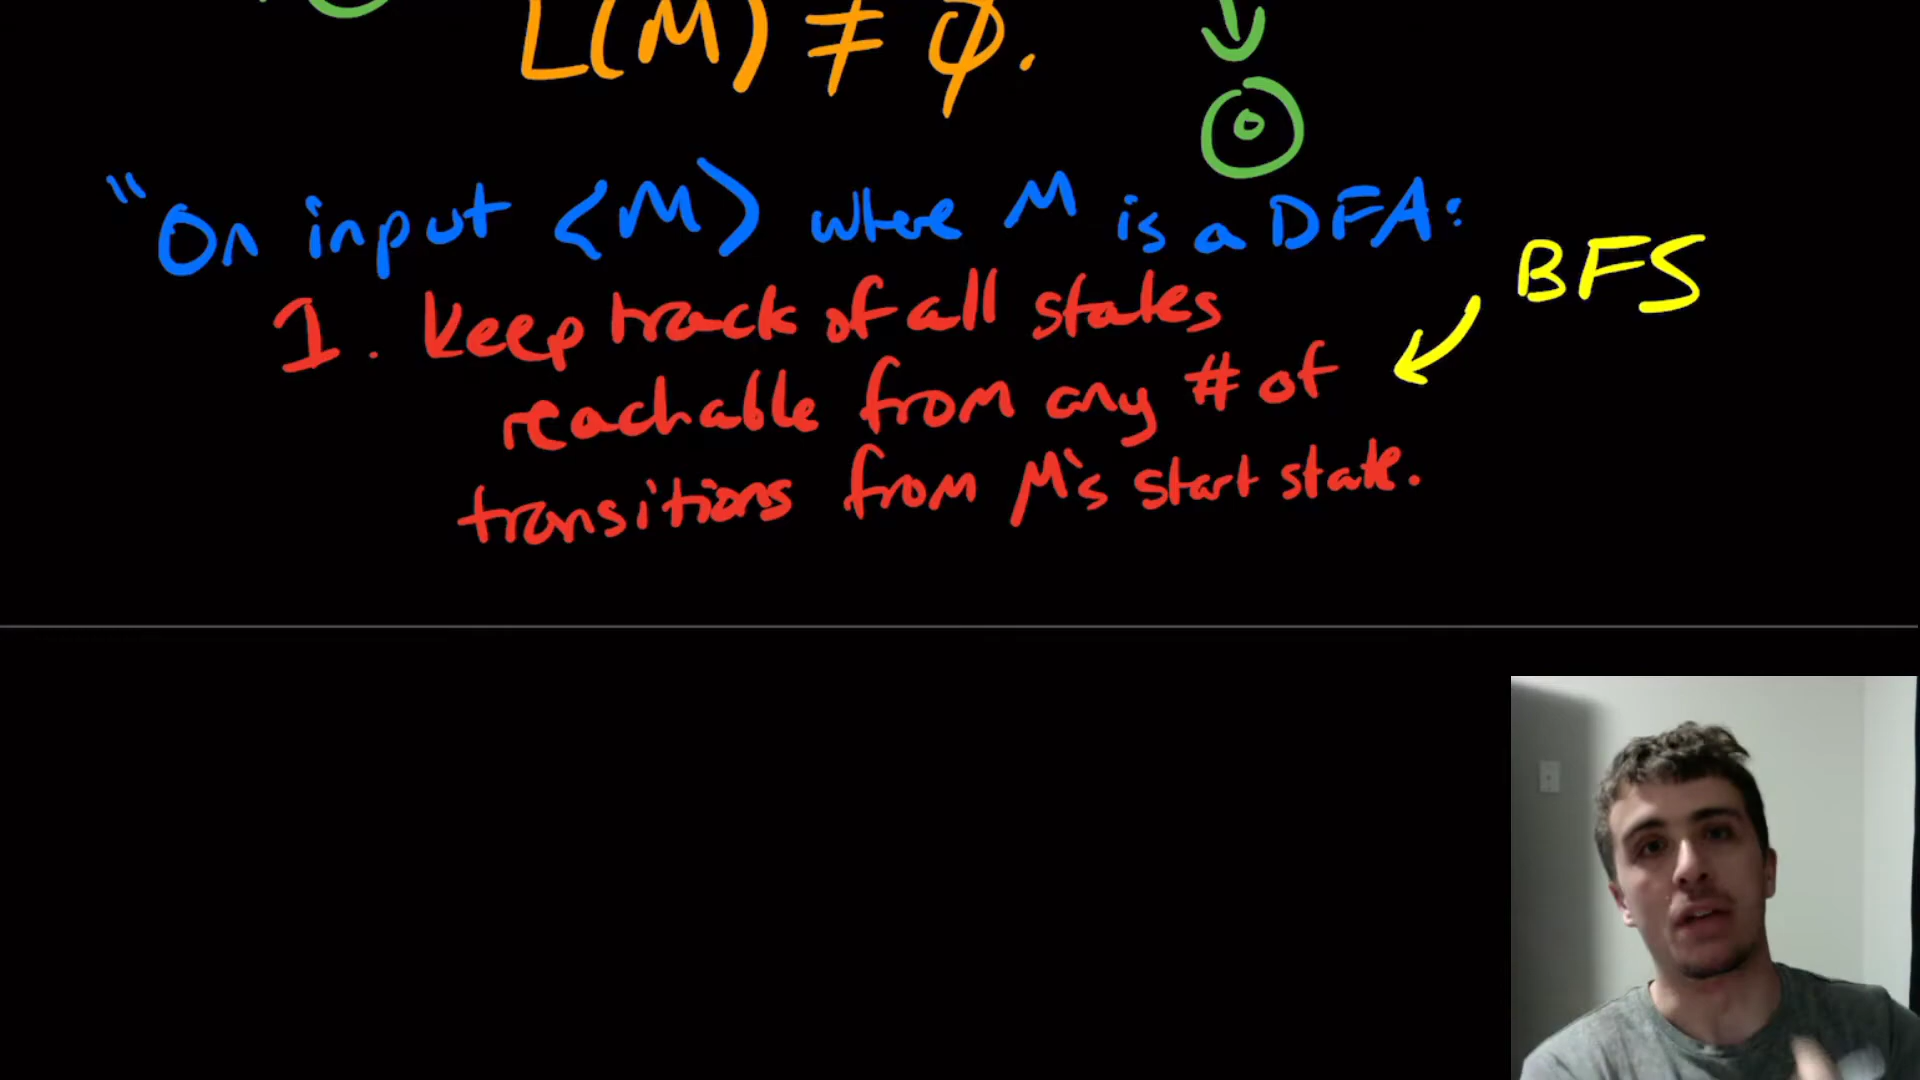 L(M) ≠ ∅.
"On input <M> where M is a DFA:
BFS
1. Keep track of all states
reachable from any # of
transitions from M's start state.